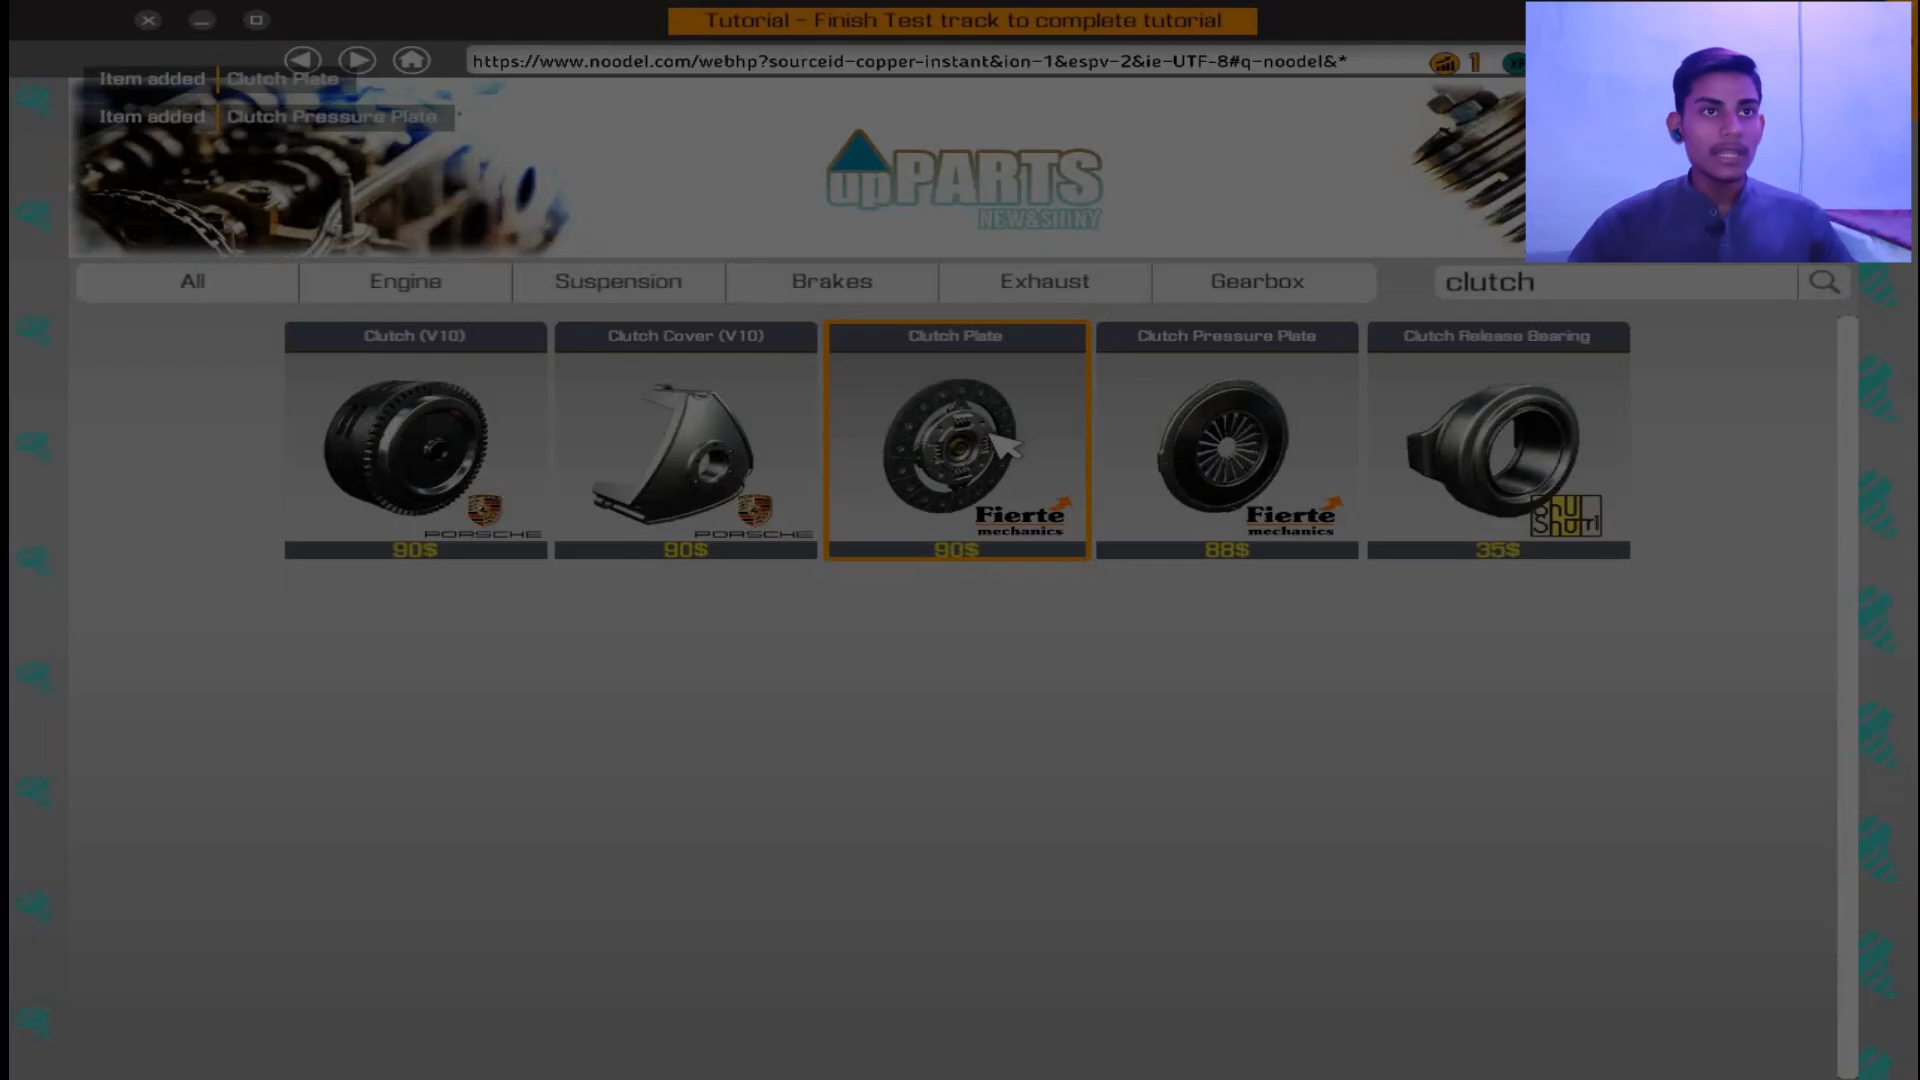 Tutorial - Finish Test track to complete tutorial
https://www.noodel.com/webhp?sourceid-copper-instant&ion-1&espv-2&ie-UTF-8#q-noodel&*
1
Item added Clutch Plate
Item added Clutch Pressure Plate
upPARTS
NEW&SHINY
All
Engine
Suspension
Brakes
Exhaust
Gearbox
clutch
Clutch (V10)
Clutch Cover (V10)
Clutch Plate
Clutch Pressure Plate
Clutch Release Bearing
PORSCHE
PORSCHE
Fierte
mechanics
Fierte
mechanics
90$
90$
90$
88$
35$